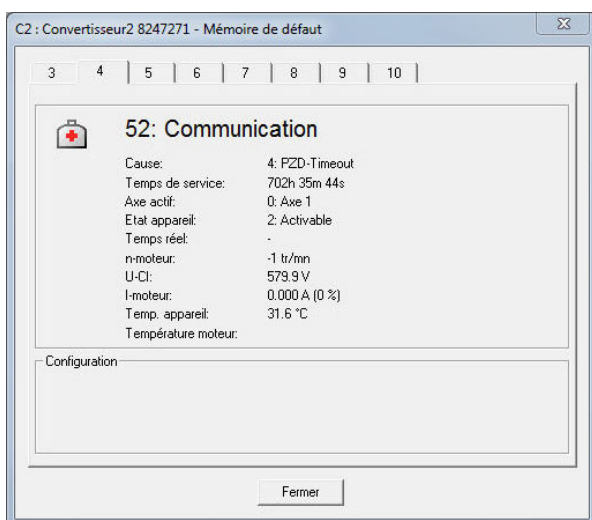 C2 : Convertisseur2 8247271 - Mémoire de défaut
3 4 5 6 7 8 9 10
52: Communication
Cause: 4: PZD-Timeout
Temps de service: 702h 35m 44s
Axe actif: 0: Axe 1
Etat appareil: 2: Activable
Temps réel: -
n-moteur: -1 tr/mn
U-CI: 579.9 V
I-moteur: 0.000 A (0 %)
Temp. appareil: 31.6 °C
Température moteur:
Configuration
Fermer